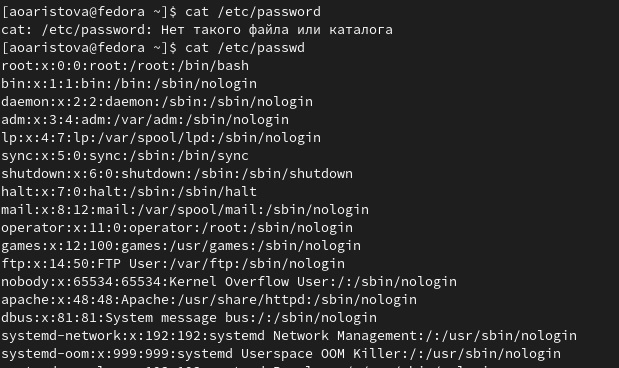 [aoaristova@fedora ~]$ cat /etc/password
cat: /etc/password: Нет такого файла или каталога
[aoaristova@fedora ~]$ cat /etc/passwd
root:x:0:0:root:/root:/bin/bash
bin:x:1:1:bin:/bin:/sbin/nologin
daemon:x:2:2:daemon:/sbin:/sbin/nologin
adm:x:3:4:adm:/var/adm:/sbin/nologin
lp:x:4:7:lp:/var/spool/lpd:/sbin/nologin
sync:x:5:0:sync:/sbin:/bin/sync
shutdown:x:6:0:shutdown:/sbin:/sbin/shutdown
halt:x:7:0:halt:/sbin:/sbin/halt
mail:x:8:12:mail:/var/spool/mail:/sbin/nologin
operator:x:11:0:operator:/root:/sbin/nologin
games:x:12:100:games:/usr/games:/sbin/nologin
ftp:x:14:50:FTP User:/var/ftp:/sbin/nologin
nobody:x:65534:65534:Kernel Overflow User:/:/sbin/nologin
apache:x:48:48:Apache:/usr/share/httpd:/sbin/nologin
dbus:x:81:81:System message bus:/:/sbin/nologin
systemd-network:x:192:192:systemd Network Management:/:/usr/sbin/nologin
systemd-oom:x:999:999:systemd Userspace OOM Killer:/:/usr/sbin/nologin